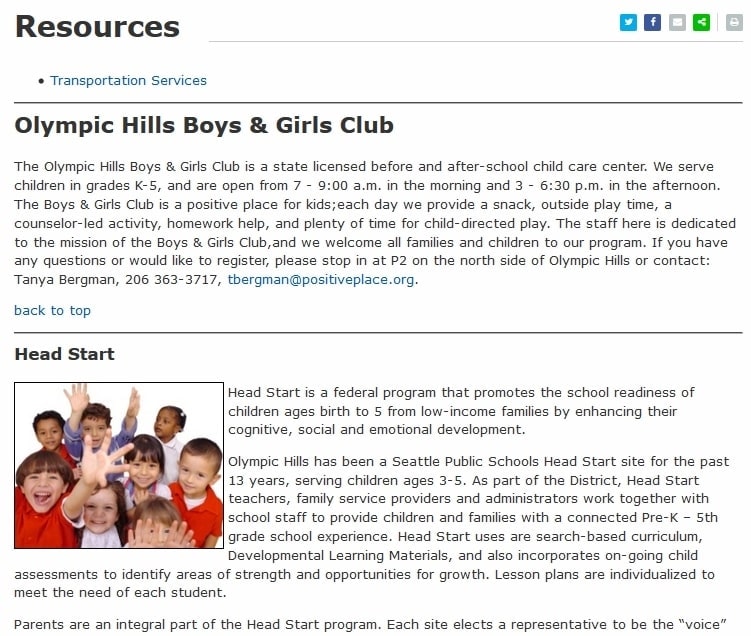 Resources
Transportation Services
Olympic Hills Boys & Girls Club
The Olympic Hills Boys & Girls Club is a state licensed before and after-school child care center. We serve
children in grades K-5, and are open from 7 - 9:00 a.m. in the morning and 3 - 6:30 p.m. in the afternoon.
The Boys & Girls Club is a positive place for kids;each day we provide a snack, outside play time, a
counselor-led activity, homework help, and plenty of time for child-directed play. The staff here is dedicated
to the mission of the Boys & Girls Club,and we welcome all families and children to our program. If you have
any questions or would like to register, please stop in at P2 on the north side of Olympic Hills or contact:
Tanya Bergman, 206 363-3717, tbergman@positiveplace.org.
back to top
Head Start
Head Start is a federal program that promotes the school readiness of
children ages birth to 5 from low-income families by enhancing their
cognitive, social and emotional development.
Olympic Hills has been a Seattle Public Schools Head Start site for the past
13 years, serving children ages 3-5. As part of the District, Head Start
teachers, family service providers and administrators work together with
school staff to provide children and families with a connected Pre-K – 5th
grade school experience. Head Start uses are search-based curriculum,
Developmental Learning Materials, and also incorporates on-going child
assessments to identify areas of strength and opportunities for growth. Lesson plans are individualized to
meet the need of each student.
Parents are an integral part of the Head Start program. Each site elects a representative to be the “voice”